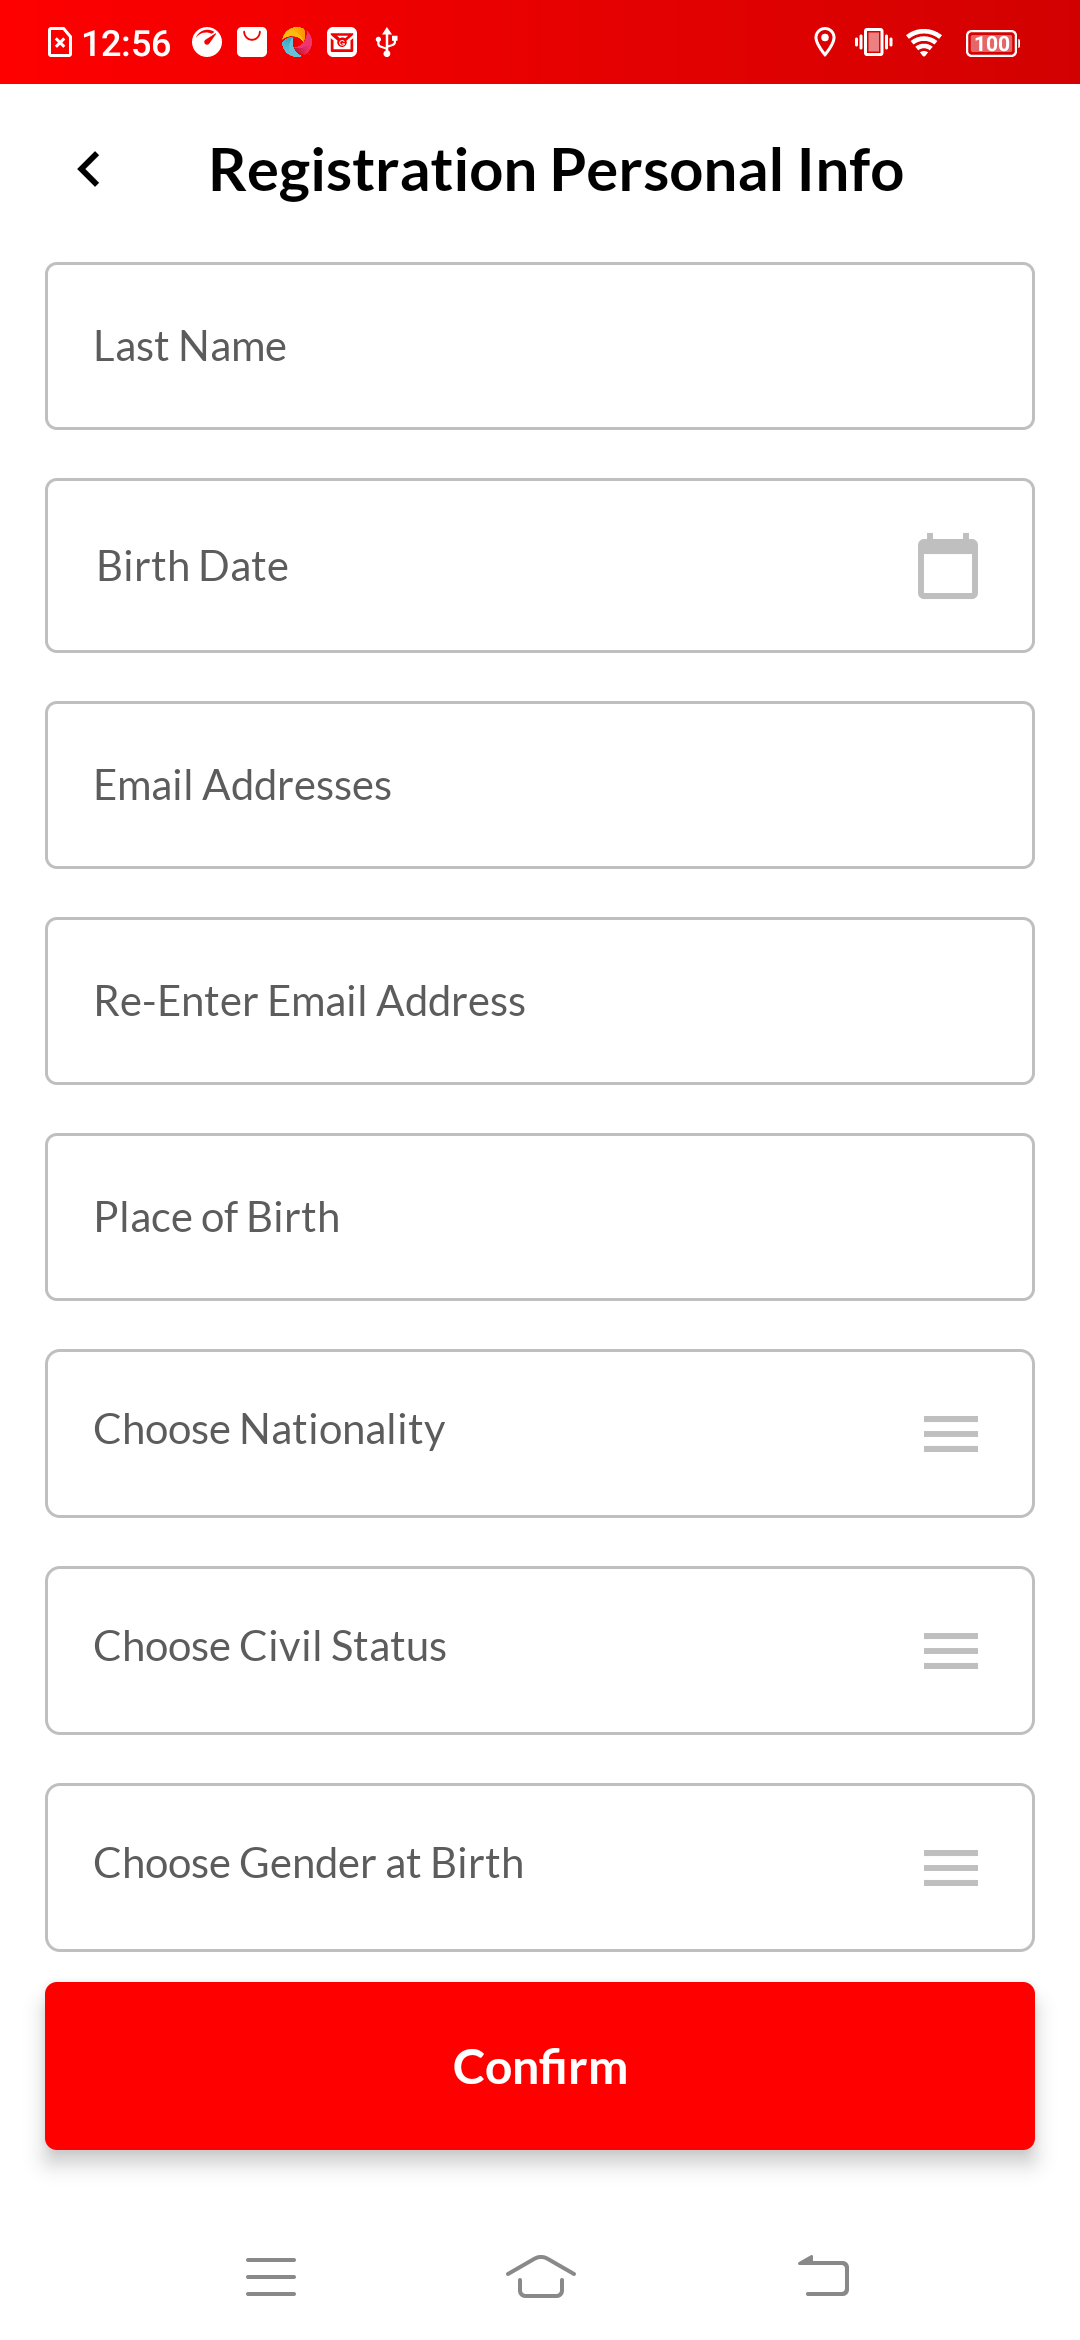 12:56
100
Registration Personal Info
Last Name
Birth Date
Email Addresses
Re-Enter Email Address
Place of Birth
Choose Nationality
Choose Civil Status
Choose Gender at Birth
Confirm